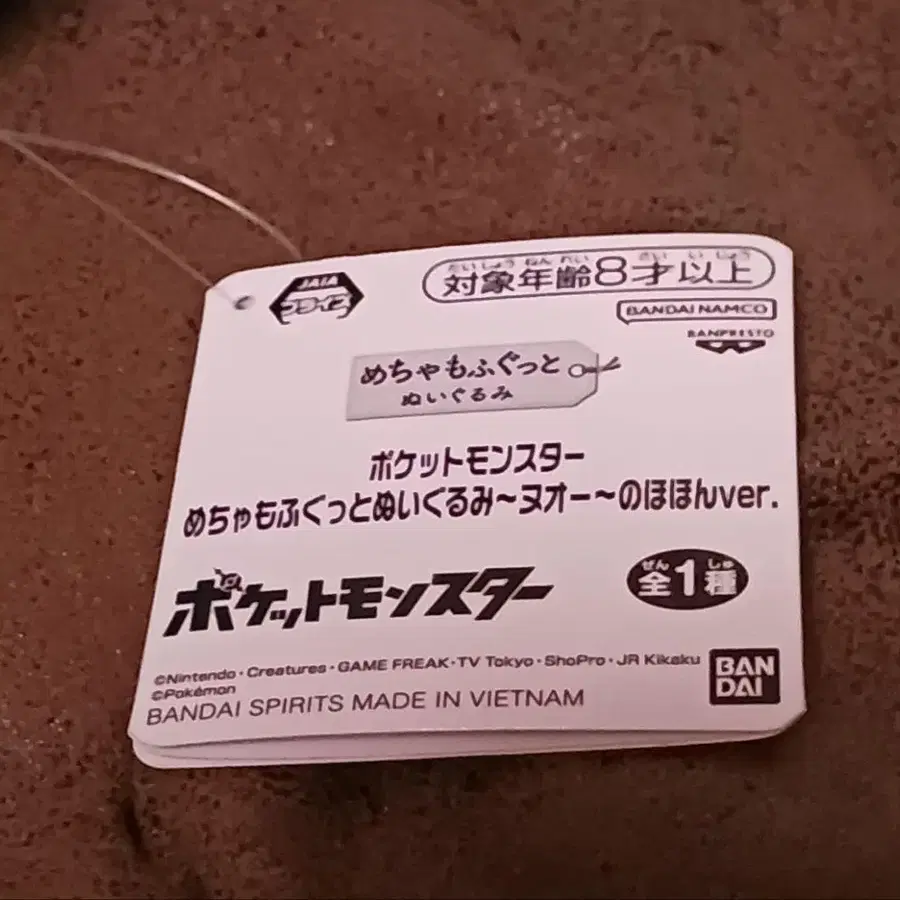 JAIA
プライズ
たいしょうねんれい さい いじょう
対象年齢8才以上
BANDAI NAMCO
BANPRESTO
めちゃもふぐっと
ぬいぐるみ
ポケットモンスター
めちゃもふぐっとぬいぐるみ～ヌオー～のほほんver.
ポケットモンスター
ぜん しゅ
全1種
©Nintendo・Creatures・GAME FREAK・TV Tokyo・ShoPro・JR Kikaku
©Pokémon
BANDAI SPIRITS MADE IN VIETNAM
BAN
DAI